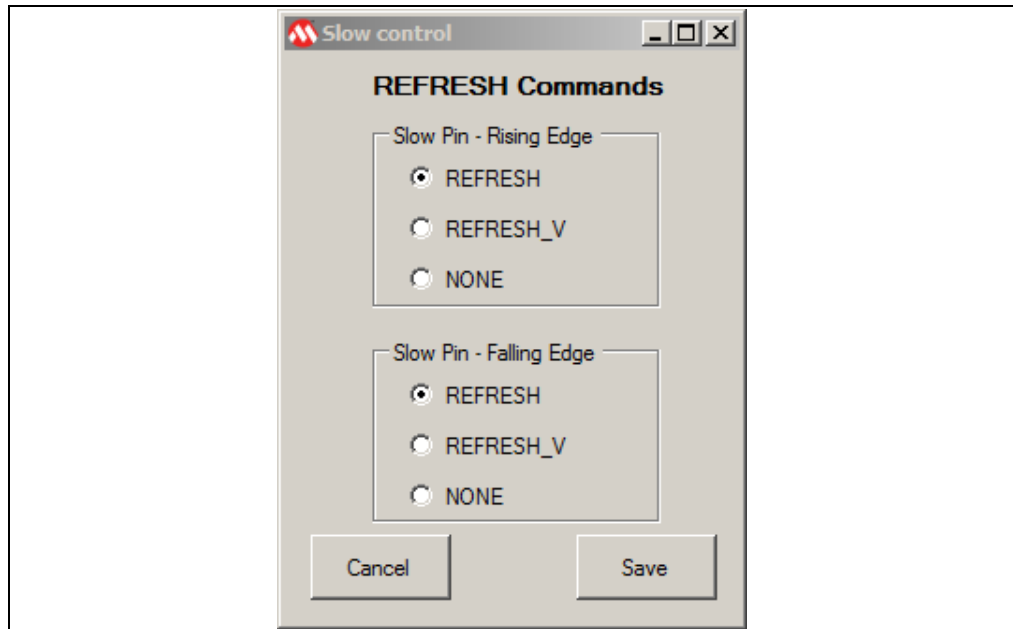 Slow control
REFRESH Commands
Slow Pin - Rising Edge
REFRESH
REFRESH_V
NONE
Slow Pin - Falling Edge
REFRESH
REFRESH_V
NONE
Cancel Save